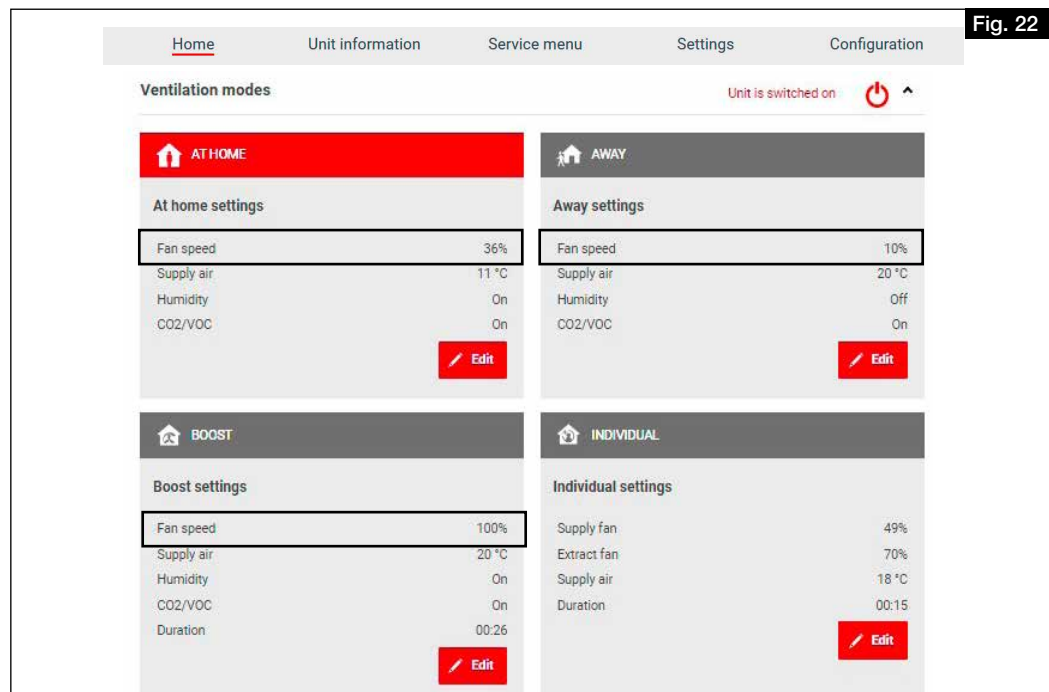 Fig. 22
Home Unit information Service menu Settings Configuration
Ventilation modes Unit is switched on
AT HOME
At home settings
Fan speed 36%
Supply air 11 °C
Humidity On
CO2/VOC On
Edit
AWAY
Away settings
Fan speed 10%
Supply air 20 °C
Humidity Off
CO2/VOC On
Edit
BOOST
Boost settings
Fan speed 100%
Supply air 20 °C
Humidity On
CO2/VOC On
Duration 00:26
Edit
INDIVIDUAL
Individual settings
Supply fan 49%
Extract fan 70%
Supply air 18 °C
Duration 00:15
Edit